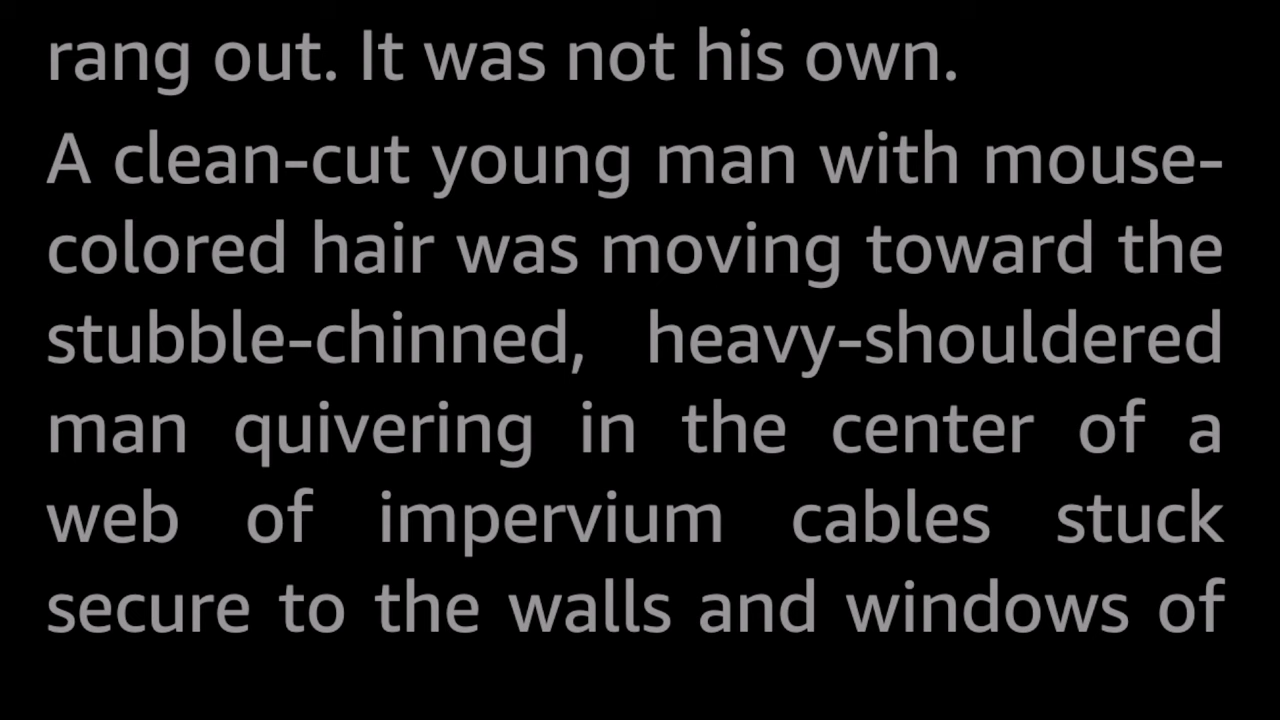 rang out. It was not his own.
A clean-cut young man with mouse-
colored hair was moving toward the
stubble-chinned, heavy-shouldered
man quivering in the center of a
web of impervium cables stuck
secure to the walls and windows of